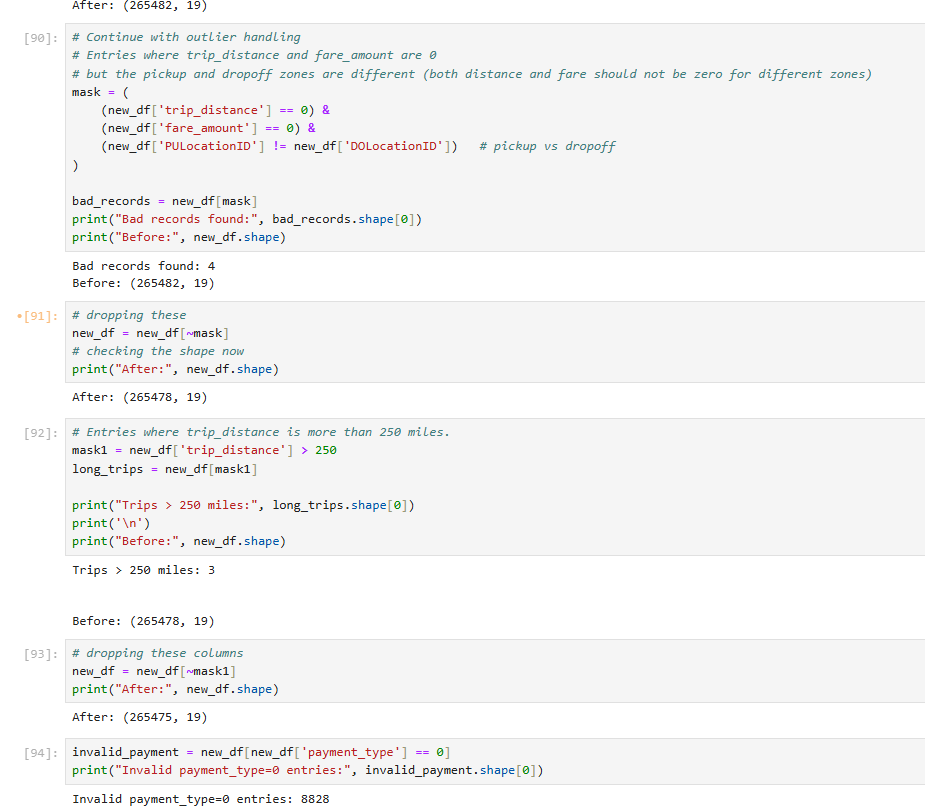 After: (265482, 19)
[90]:
# Continue with outlier handling
# Entries where trip_distance and fare_amount are 0
# but the pickup and dropoff zones are different (both distance and fare should not be zero for different zones)
mask = (
    (new_df['trip_distance'] == 0) &
    (new_df['fare_amount'] == 0) &
    (new_df['PULocationID'] != new_df['DOLocationID'])   # pickup vs dropoff
)
bad_records = new_df[mask]
print("Bad records found:", bad_records.shape[0])
print("Before:", new_df.shape)
Bad records found: 4
Before: (265482, 19)
[91]:
# dropping these
new_df = new_df[~mask]
# checking the shape now
print("After:", new_df.shape)
After: (265478, 19)
[92]:
# Entries where trip_distance is more than 250 miles.
mask1 = new_df['trip_distance'] > 250
long_trips = new_df[mask1]
print("Trips > 250 miles:", long_trips.shape[0])
print('\n')
print("Before:", new_df.shape)
Trips > 250 miles: 3
Before: (265478, 19)
[93]:
# dropping these columns
new_df = new_df[~mask1]
print("After:", new_df.shape)
After: (265475, 19)
[94]:
invalid_payment = new_df[new_df['payment_type'] == 0]
print("Invalid payment_type=0 entries:", invalid_payment.shape[0])
Invalid payment_type=0 entries: 8828